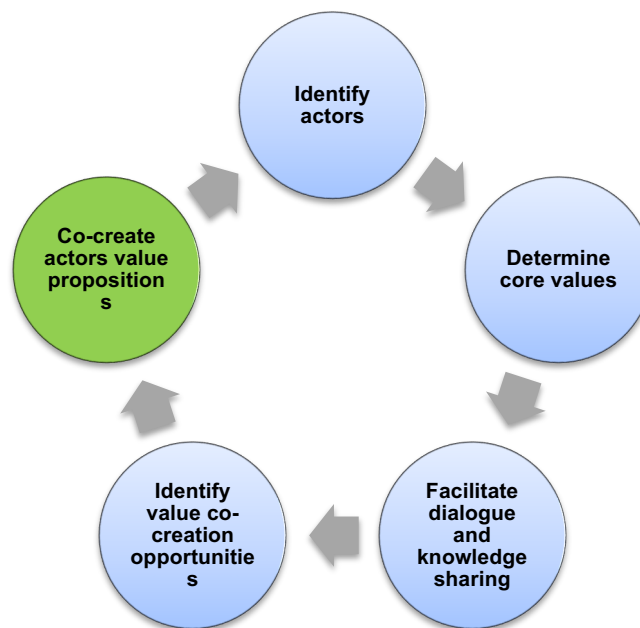 Identify
actors
Determine
core values
Facilitate
dialogue
and
knowledge
sharing
Identify
value co-
creation
opportunitie
s
Co-create
actors value
proposition
s